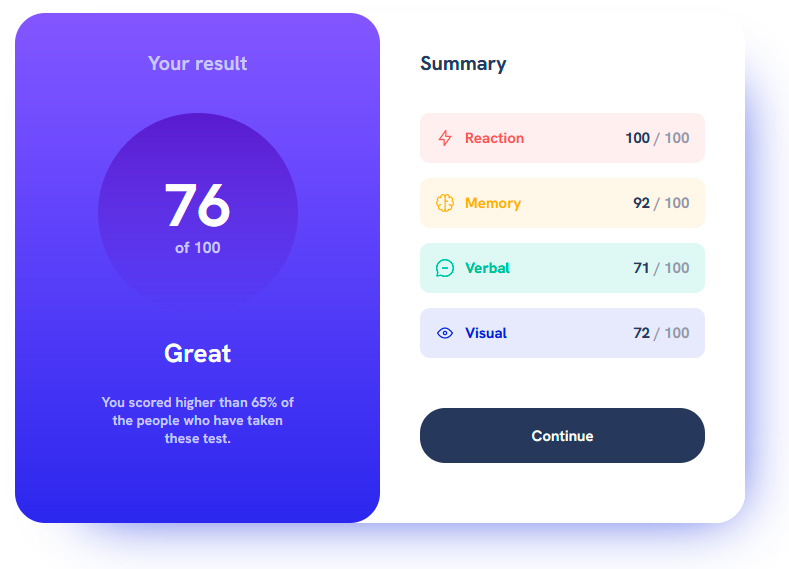 Your result
76
of 100
Great
You scored higher than 65% of
the people who have taken
these test.
Summary
Reaction 100 / 100
Memory 92 / 100
Verbal 71 / 100
Visual 72 / 100
Continue